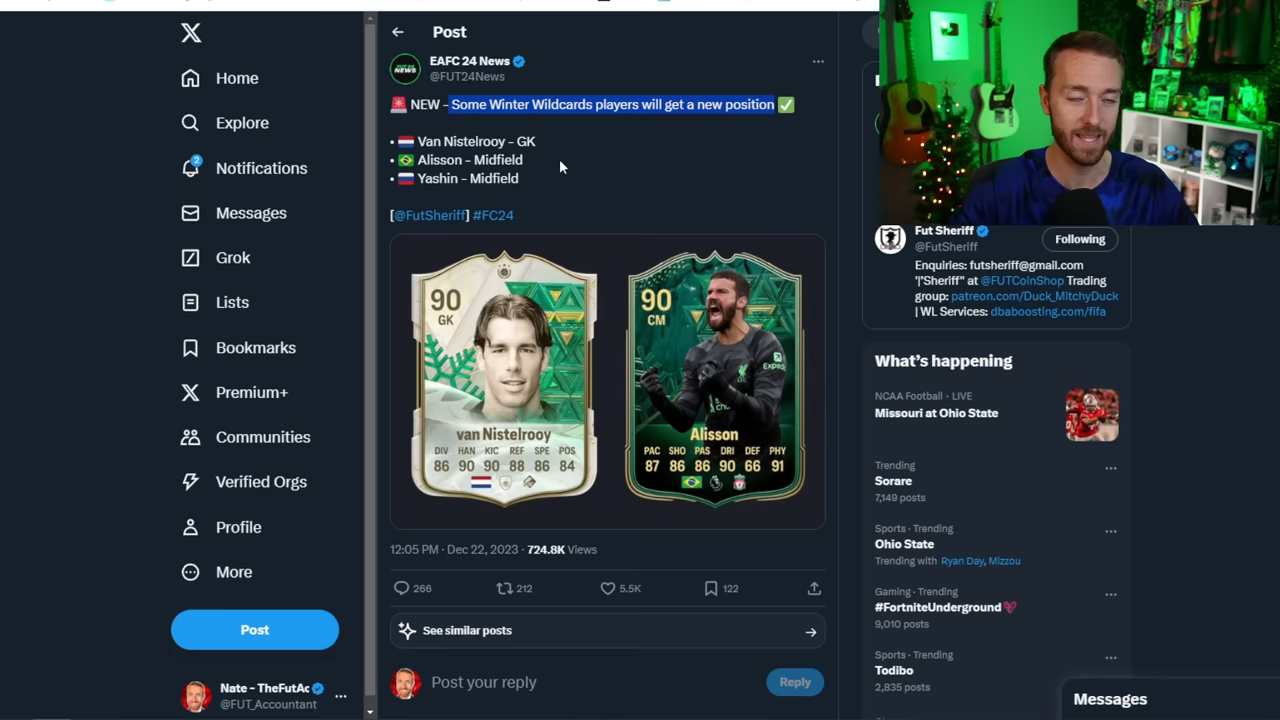 Home
Explore
2
Notifications
Messages
Grok
Lists
Bookmarks
Premium+
Communities
Verified Orgs
Profile
More
Post
Nate - TheFutAc
@FUT_Accountant
Post
EAFC 24 News
@FUT24News
NEW - Some Winter Wildcards players will get a new position
• Van Nistelrooy - GK
• Alisson - Midfield
• Yashin - Midfield
[@FutSheriff] #FC24
90
GK
van Nistelrooy
DIV HAN KIC REF SPE POS
86 90 90 88 86 84
90
CM
Alisson
PAC SHO PAS DRI DEF PHY
87 86 86 90 66 91
12:05 PM · Dec 22, 2023 · 724.8K Views
266
212
5.5K
122
See similar posts
Post your reply
Reply
Fut Sheriff
@FutSheriff
Following
Enquiries: futsheriff@gmail.com
'|'Sheriff" at @FUTCoinShop Trading
group: patreon.com/Duck_MitchyDuck
| WL Services: dbaboosting.com/fifa
What's happening
NCAA Football · LIVE
Missouri at Ohio State
Trending
Sorare
7,149 posts
Sports · Trending
Ohio State
Trending with Ryan Day, Mizzou
Gaming · Trending
#FortniteUnderground
9,010 posts
Sports · Trending
Todibo
2,835 posts
Messages